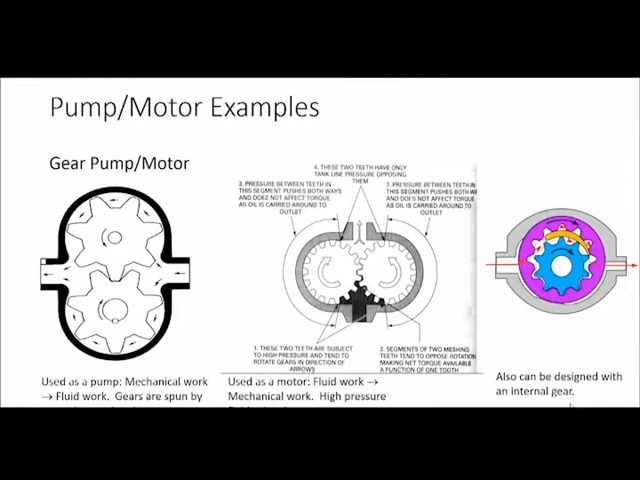 Pump/Motor Examples
Gear Pump/Motor
4. THESE TWO TEETH HAVE ONLY
TANK LINE PRESSURE OPPOSING
THEM
3. PRESSURE BETWEEN TEETH IN
THIS SEGMENT PUSHES BOTH WAYS
AND DOES NOT AFFECT TORQUE
AS OIL IS CARRIED AROUND TO
OUTLET
3. PRESSURE BETWEEN TEETH IN
THIS SEGMENT PUSHES BOTH
AND DOES NOT AFFECT TORQUE
AS OIL IS CARRIED AROUND TO
OUTLET
1. THESE TWO TEETH ARE SUBJECT
TO HIGH PRESSURE AND TEND TO
ROTATE GEARS IN DIRECTION OF
ARROWS
2. SEGMENTS OF TWO MESHING
TEETH TEND TO OPPOSE ROTATION
MAKING NET TORQUE AVAILABLE
A FUNCTION OF ONE TOOTH
Used as a pump: Mechanical work
→ Fluid work. Gears are spun by
Used as a motor: Fluid work →
Mechanical work. High pressure
Also can be designed with
an internal gear.